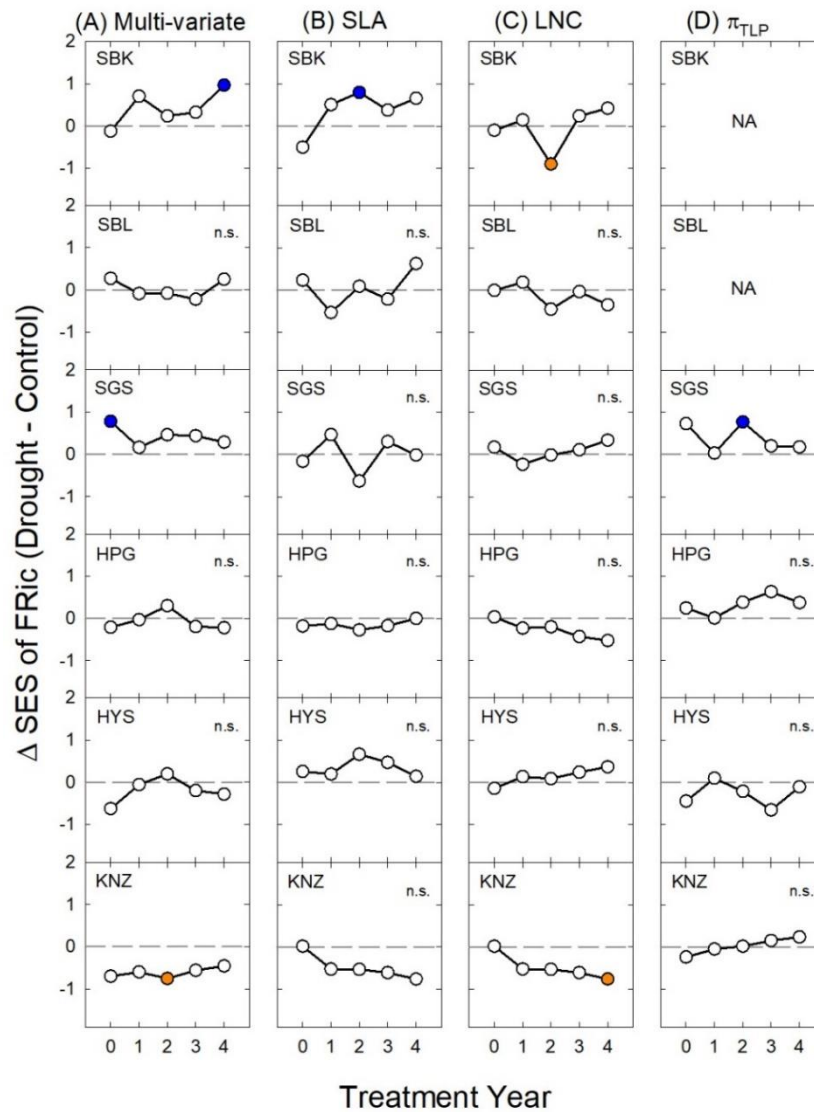 (A) Multi-variate (B) SLA (C) LNC (D) πTLP
2
SBK SBK SBK SBK
1
0 NA
-1
2
SBL n.s. SBL n.s. SBL n.s. SBL
1
0 NA
-1
2
SGS SGS n.s. SGS n.s. SGS
1
0
-1
2
HPG n.s. HPG n.s. HPG n.s. HPG n.s.
1
0
-1
2
HYS n.s. HYS n.s. HYS n.s. HYS n.s.
1
0
-1
2
KNZ KNZ n.s. KNZ KNZ n.s.
1
0
-1
0 1 2 3 4 0 1 2 3 4 0 1 2 3 4 0 1 2 3 4
Treatment Year
Δ SES of FRic (Drought - Control)